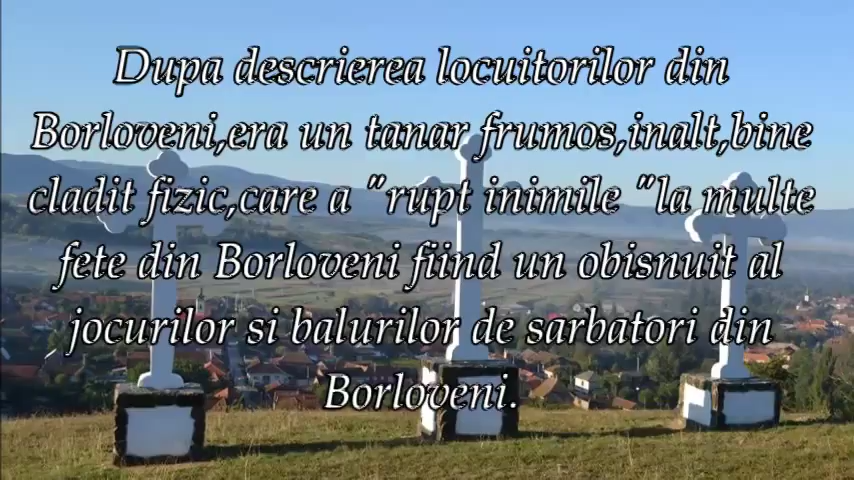 Dupa descrierea locuitorilor din
Borloveni,era un tanar frumos,inalt,bine
cladit fizic,care a "rupt inimile "la multe
fete din Borloveni fiind un obisnuit al
jocurilor si balurilor de sarbatori din
Borloveni.